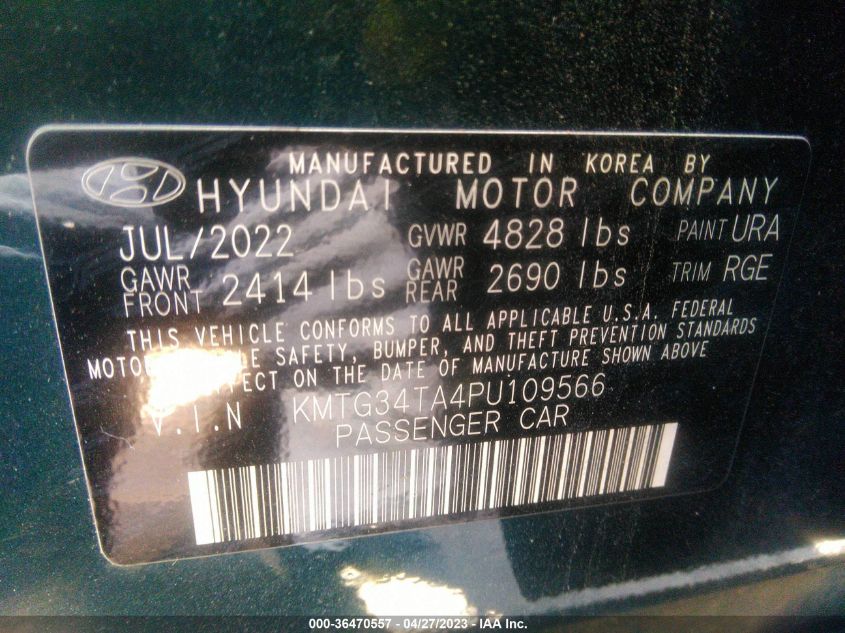 MANUFACTURED IN KOREA BY
HYUNDAI MOTOR COMPANY
JUL/2022 GVWR 4828 lbs PAINT URA
GAWR FRONT 2414 lbs GAWR REAR 2690 lbs TRIM RGE
THIS VEHICLE CONFORMS TO ALL APPLICABLE U.S.A. FEDERAL
SAFETY, BUMPER, AND THEFT PREVENTION STANDARDS
ON THE DATE OF MANUFACTURE SHOWN ABOVE
V.I.N KMTG34TA4PU109566
PASSENGER CAR
000-36470557 - 04/27/2023 - IAA Inc.